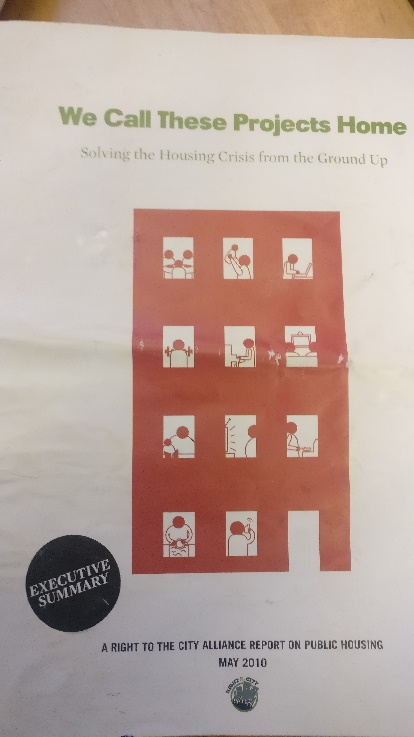 We Call These Projects Home
Solving the Housing Crisis from the Ground Up
EXECUTIVE
SUMMARY
A RIGHT TO THE CITY ALLIANCE REPORT ON PUBLIC HOUSING
MAY 2010